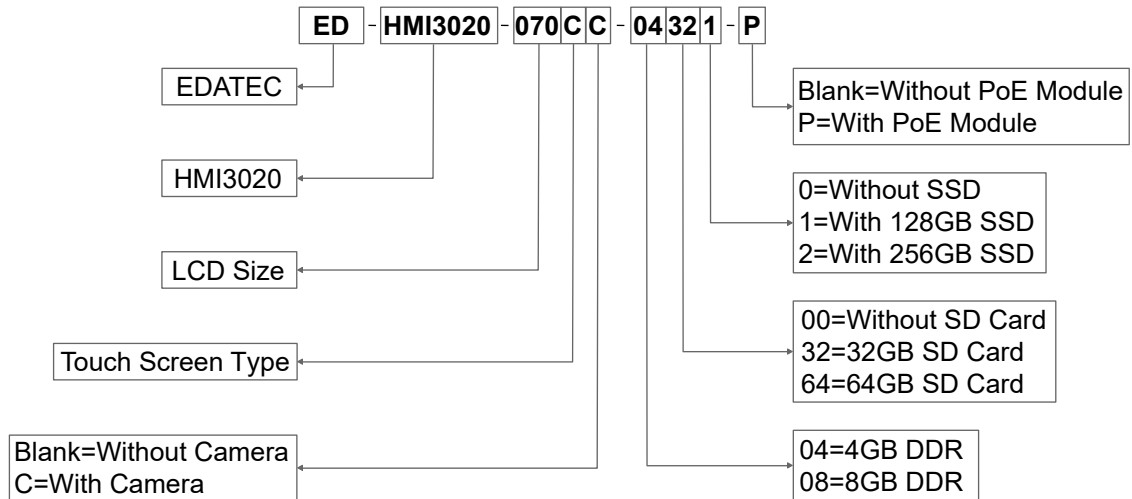 ED - HMI3020 - 070 C C - 04 32 1 - P
EDATEC
HMI3020
LCD Size
Touch Screen Type
Blank=Without Camera
C=With Camera
Blank=Without PoE Module
P=With PoE Module
0=Without SSD
1=With 128GB SSD
2=With 256GB SSD
00=Without SD Card
32=32GB SD Card
64=64GB SD Card
04=4GB DDR
08=8GB DDR